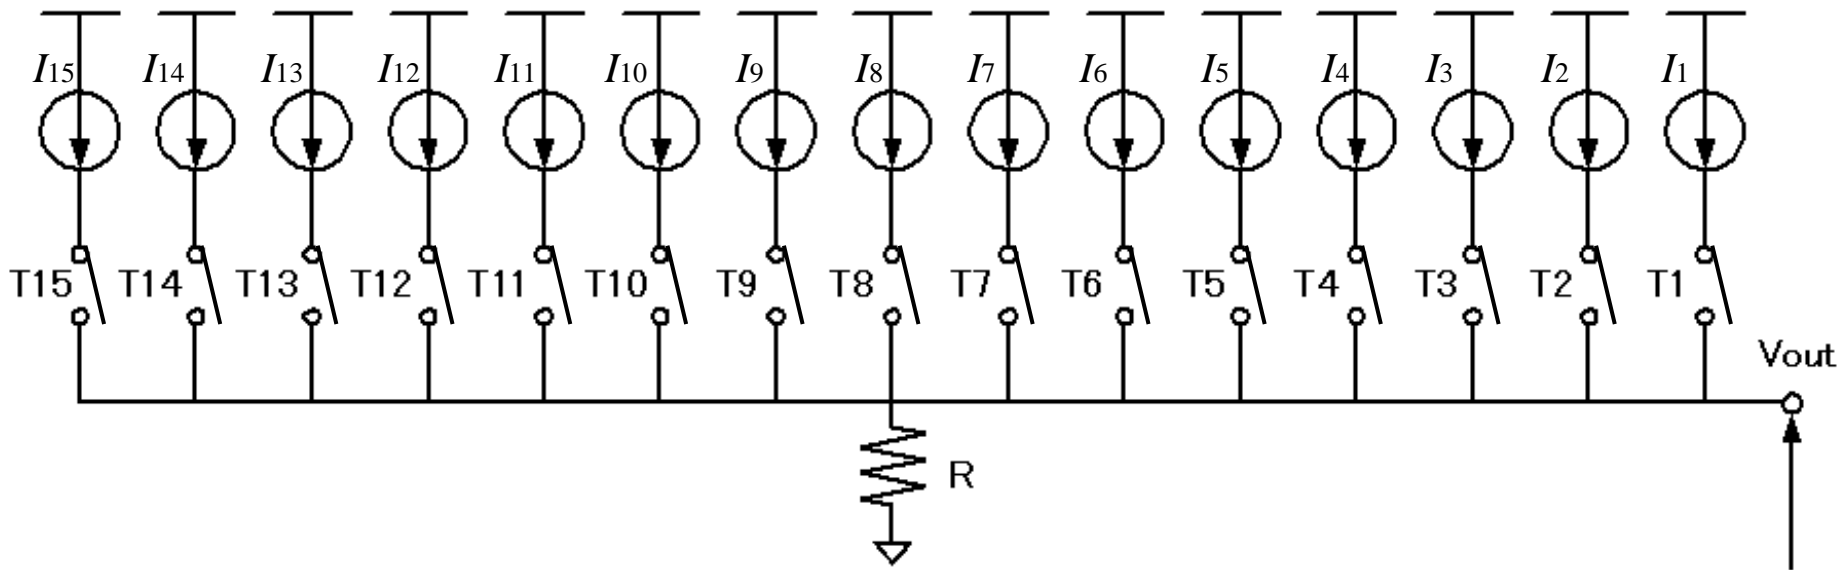 I15 I14 I13 I12 I11 I10 I9 I8 I7 I6 I5 I4 I3 I2 I1
T15 T14 T13 T12 T11 T10 T9 T8 T7 T6 T5 T4 T3 T2 T1
Vout
R